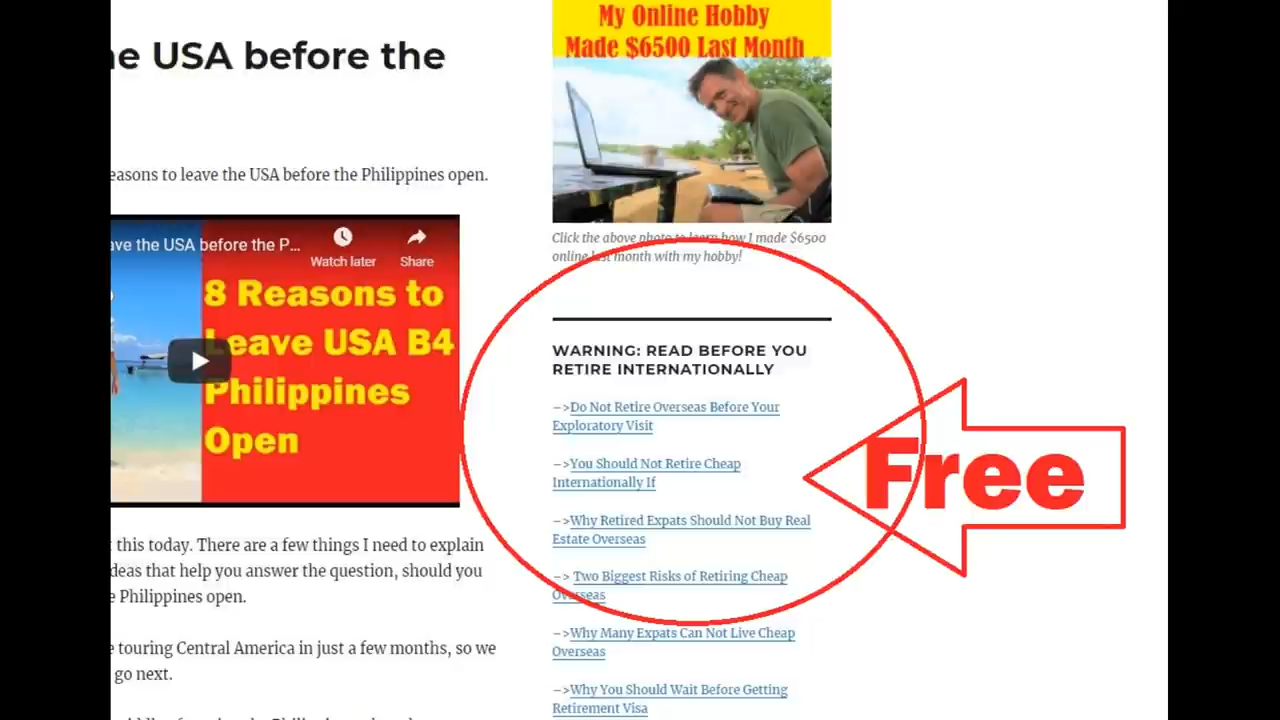 USA before the
reasons to leave the USA before the Philippines open.
ave the USA before the P...
Watch later
Share
8 Reasons to
Leave USA B4
Philippines
Open
this today. There are a few things I need to explain
ideas that help you answer the question, should you
Philippines open.
touring Central America in just a few months, so we
go next.
My Online Hobby
Made $6500 Last Month
Click the above photo to learn how I made $6500
online last month with my hobby!
WARNING: READ BEFORE YOU
RETIRE INTERNATIONALLY
–>Do Not Retire Overseas Before Your
Exploratory Visit
–>You Should Not Retire Cheap
Internationally If
–>Why Retired Expats Should Not Buy Real
Estate Overseas
–> Two Biggest Risks of Retiring Cheap
Overseas
–>Why Many Expats Can Not Live Cheap
Overseas
–>Why You Should Wait Before Getting
Retirement Visa
Free